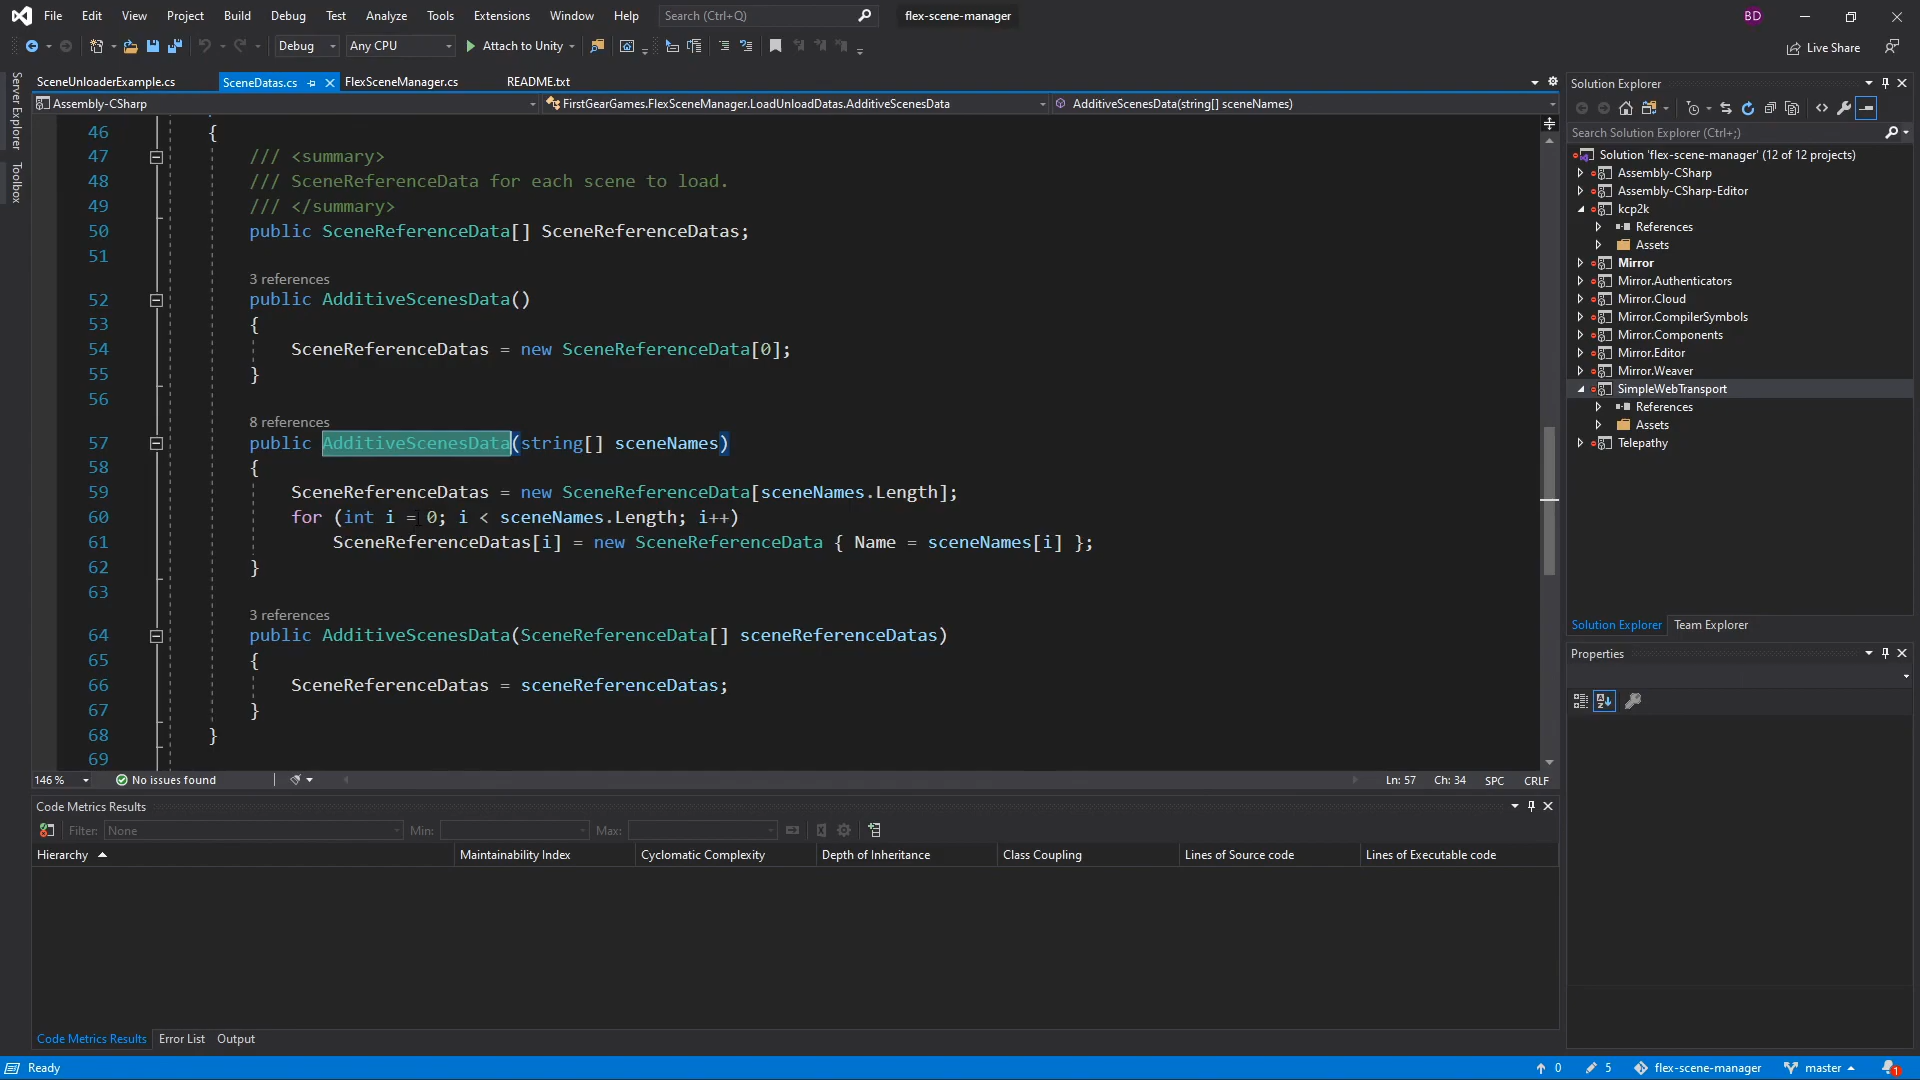 File Edit View Project Build Debug Test Analyze Tools Extensions Window Help Search (Ctrl+Q) flex-scene-manager BD
Debug Any CPU Attach to Unity Live Share
SceneUnloaderExample.cs SceneDatas.cs FlexSceneManager.cs README.txt
Assembly-CSharp FirstGearGames.FlexSceneManager.LoadUnloadDatas.AdditiveScenesData AdditiveScenesData(string[] sceneNames)
Server Explorer
Toolbox
46 {
47 /// <summary>
48 /// SceneReferenceData for each scene to load.
49 /// </summary>
50 public SceneReferenceData[] SceneReferenceDatas;
51
3 references
52 public AdditiveScenesData()
53 {
54 SceneReferenceDatas = new SceneReferenceData[0];
55 }
56
8 references
57 public AdditiveScenesData(string[] sceneNames)
58 {
59 SceneReferenceDatas = new SceneReferenceData[sceneNames.Length];
60 for (int i = 0; i < sceneNames.Length; i++)
61 SceneReferenceDatas[i] = new SceneReferenceData { Name = sceneNames[i] };
62 }
63
3 references
64 public AdditiveScenesData(SceneReferenceData[] sceneReferenceDatas)
65 {
66 SceneReferenceDatas = sceneReferenceDatas;
67 }
68 }
69
146 % No issues found Ln: 57 Ch: 34 SPC CRLF
Code Metrics Results
Filter: None Min: Max:
Hierarchy Maintainability Index Cyclomatic Complexity Depth of Inheritance Class Coupling Lines of Source code Lines of Executable code
Code Metrics Results Error List Output
Solution Explorer
Search Solution Explorer (Ctrl+;)
Solution 'flex-scene-manager' (12 of 12 projects)
Assembly-CSharp
Assembly-CSharp-Editor
kcp2k
References
Assets
Mirror
Mirror.Authenticators
Mirror.Cloud
Mirror.CompilerSymbols
Mirror.Components
Mirror.Editor
Mirror.Weaver
SimpleWebTransport
References
Assets
Telepathy
Solution Explorer Team Explorer
Properties
Ready 0 5 flex-scene-manager master 1